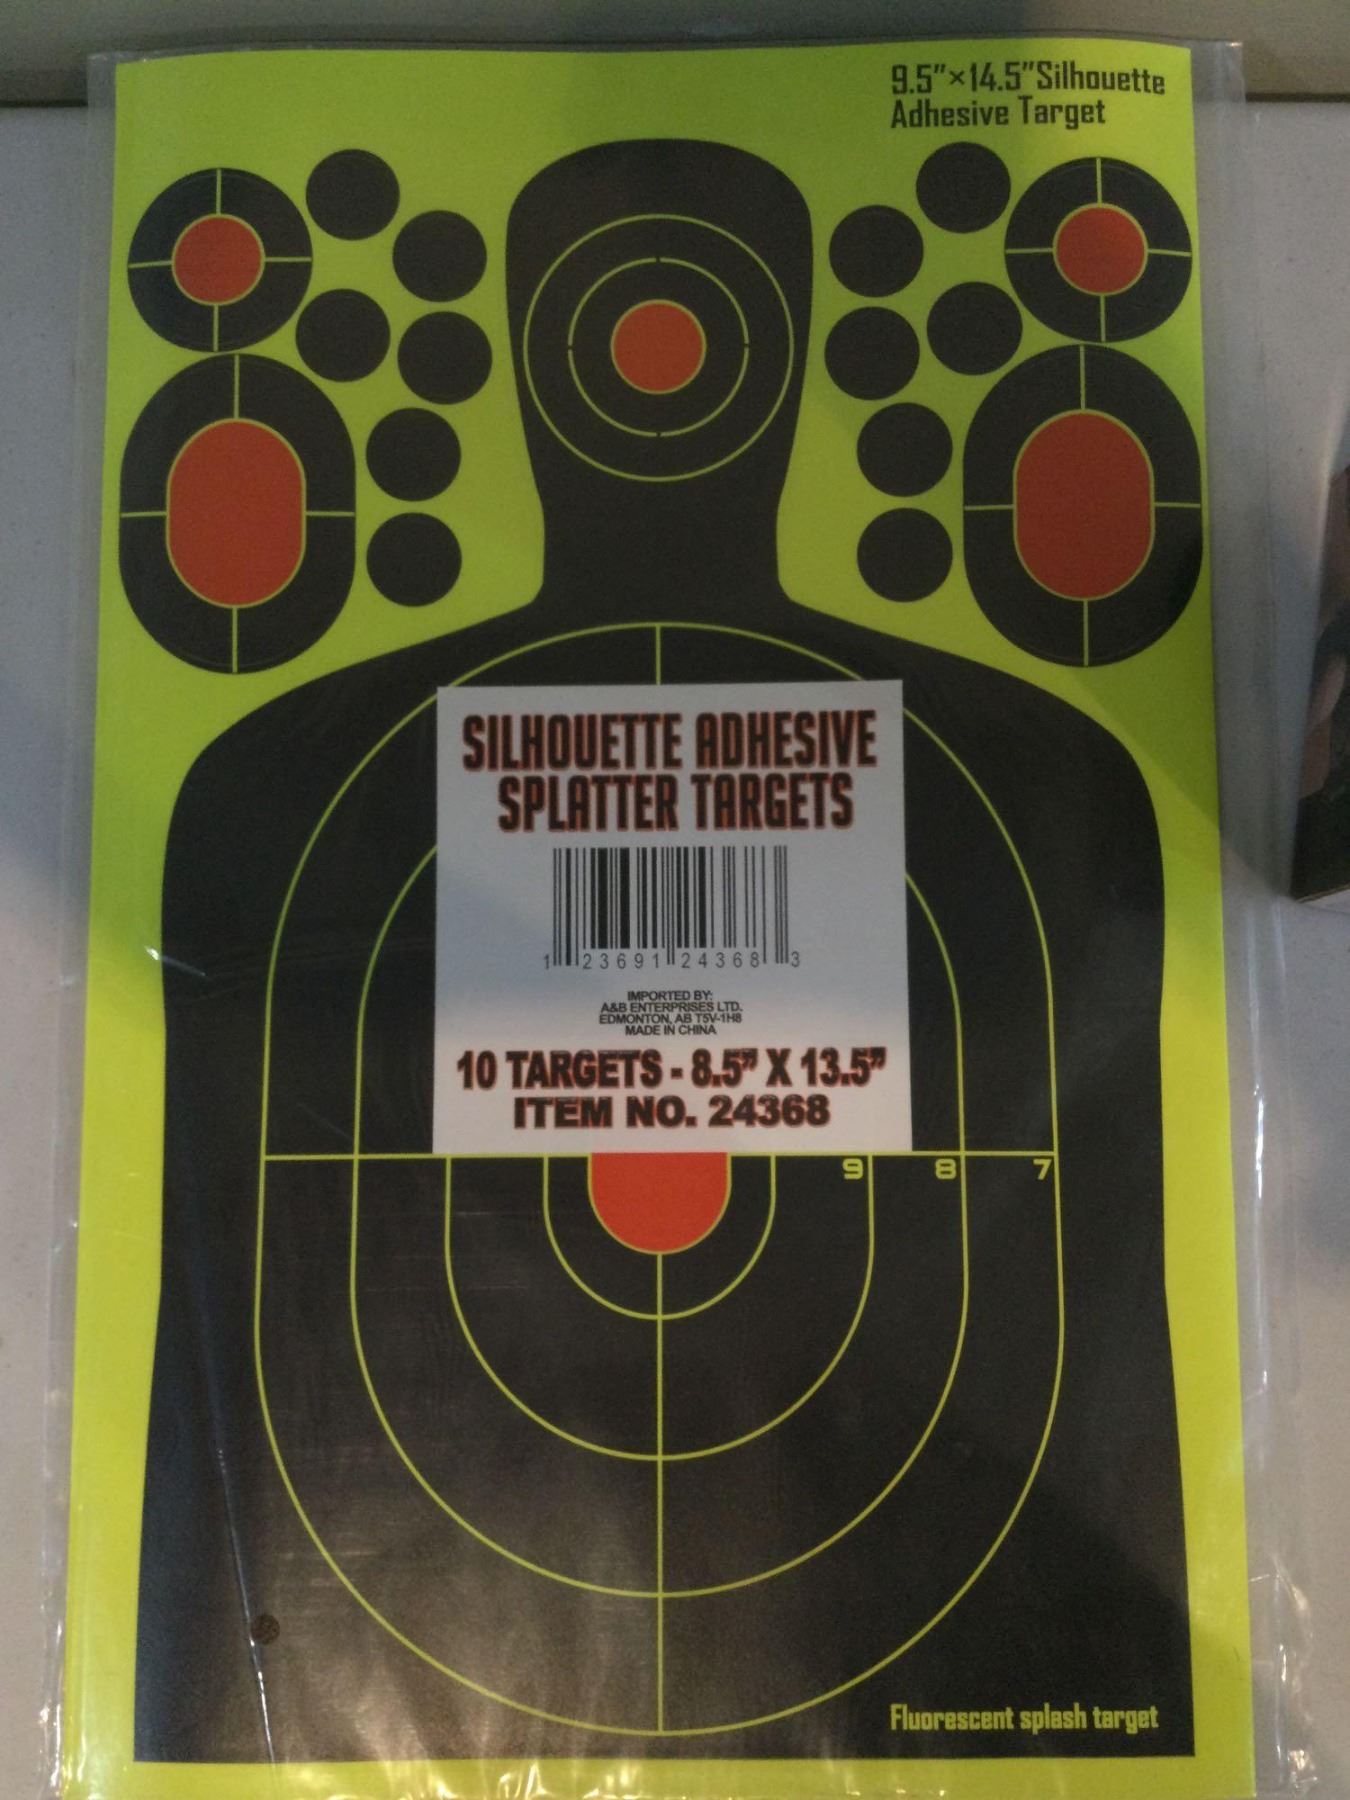 9.5"×14.5"Silhouette
Adhesive Target
SILHOUETTE ADHESIVE
SPLATTER TARGETS
1 23691 24368 3
IMPORTED BY:
A&B ENTERPRISES LTD.
EDMONTON, AB T5V-1H8
MADE IN CHINA
10 TARGETS - 8.5" X 13.5"
ITEM NO. 24368
9 8 7
Fluorescent splash target